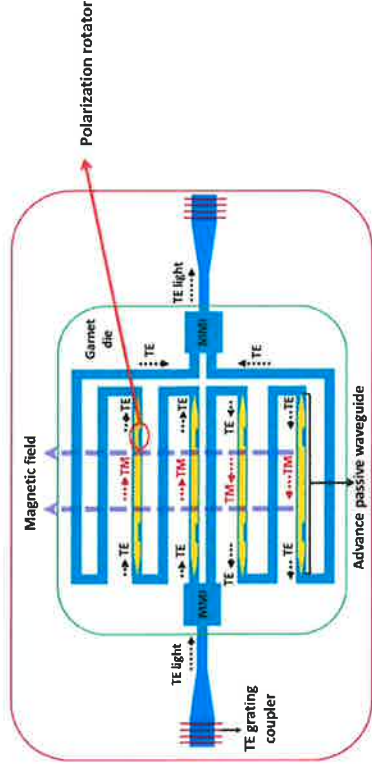 Magnetic field
Polarization rotator
Garnet
die
TE
TE
TM
TE
TE light
MMI
TE
TM
TE
TE
TM
TE
TE
TM
TE
MMI
TE
TE light
TE grating
coupler
Advance passive waveguide